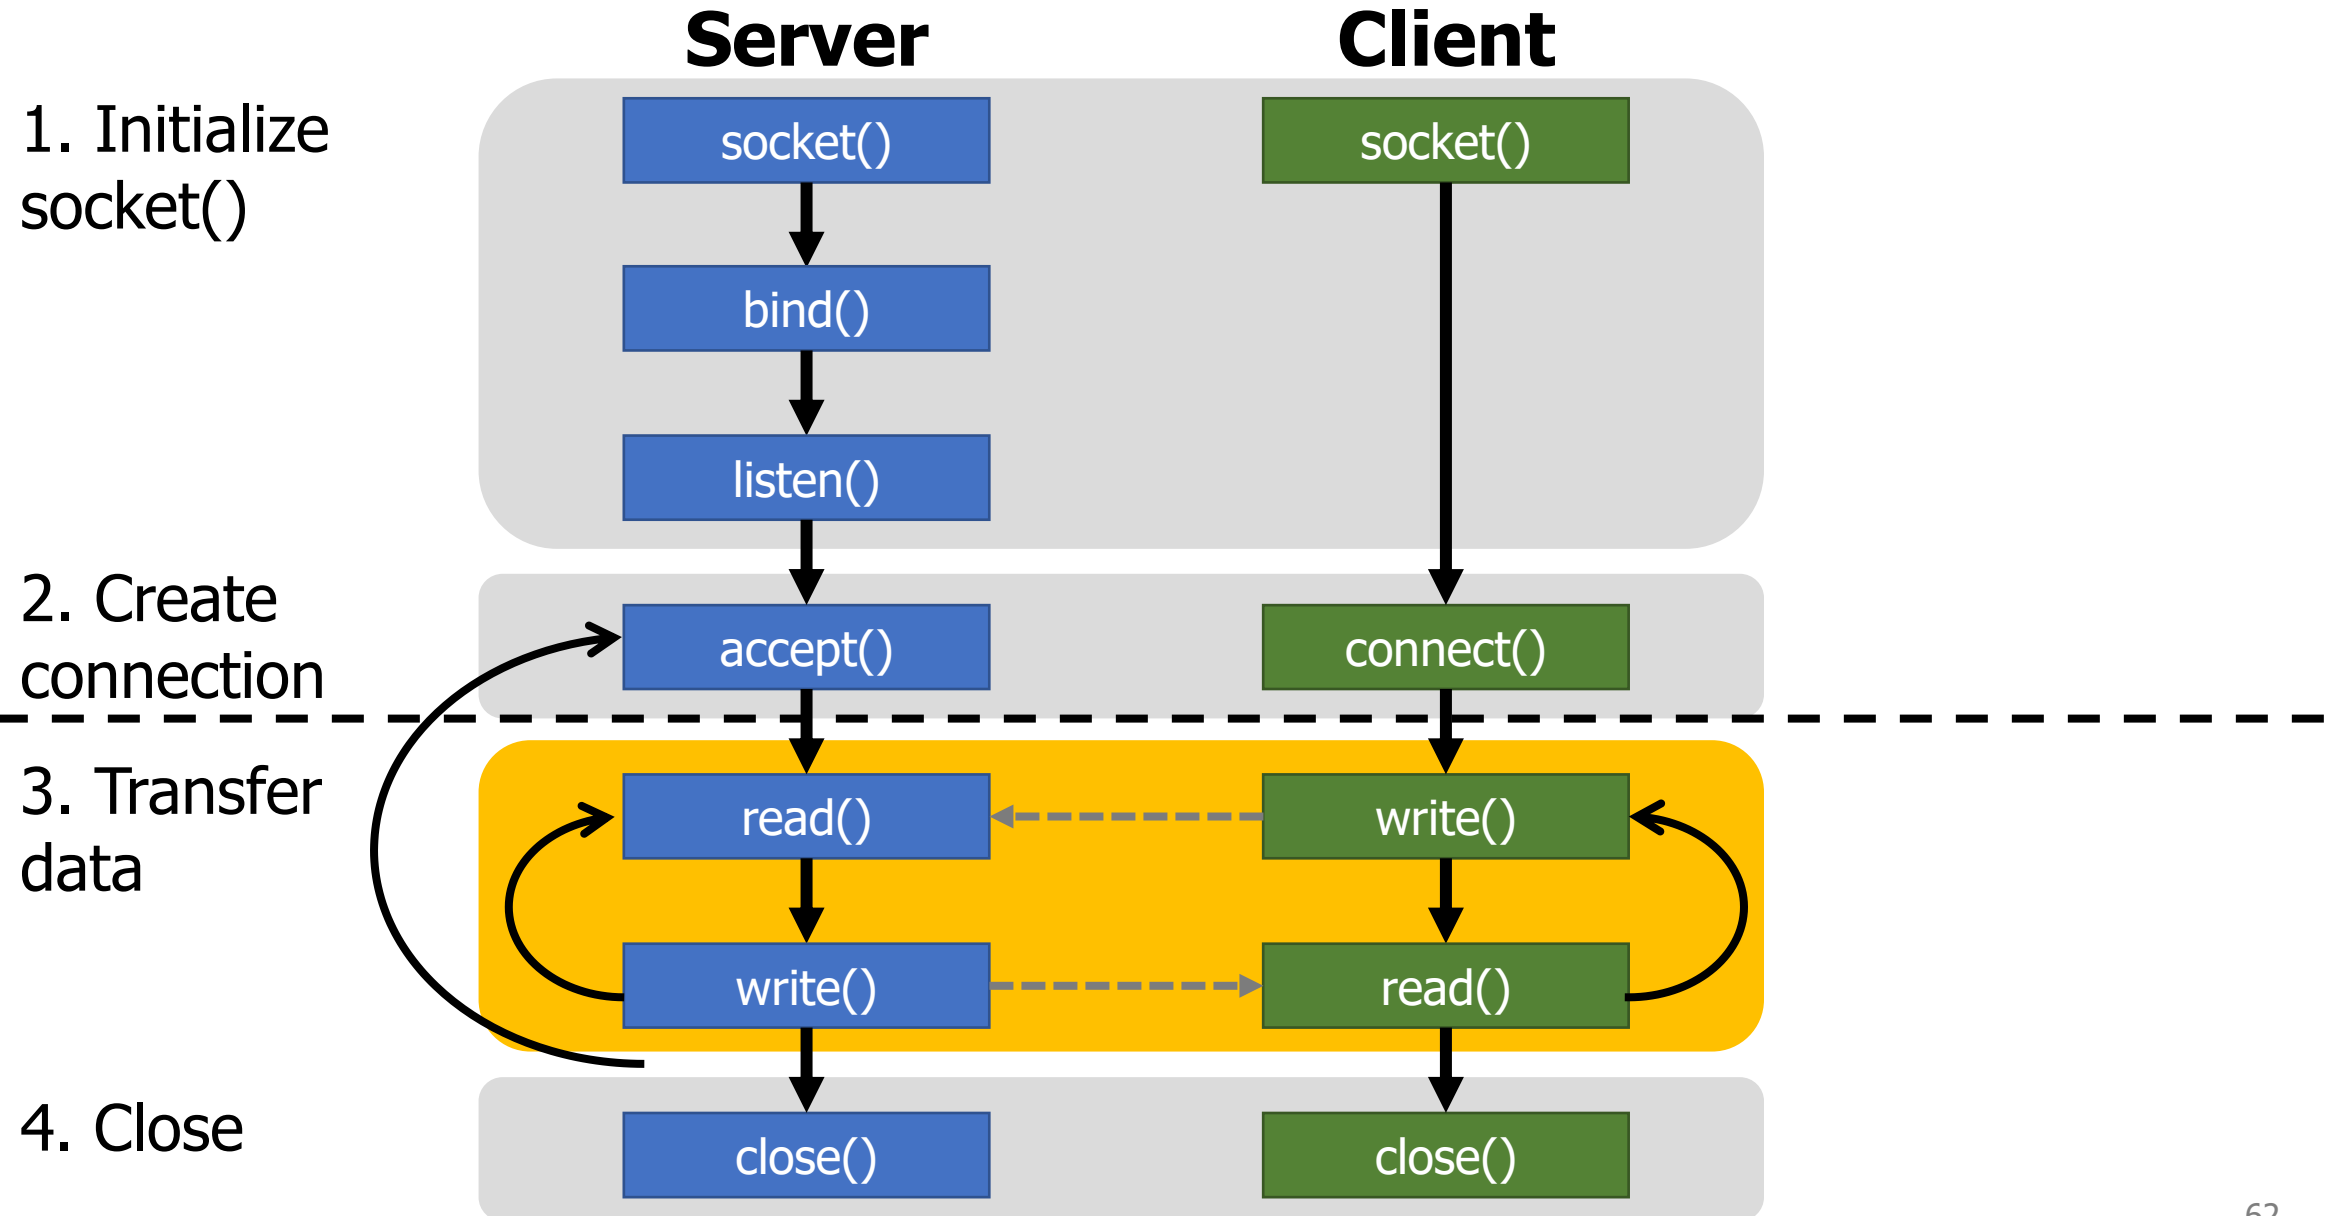 Server
Client
1. Initialize
socket()
socket()
socket()
bind()
listen()
2. Create
connection
accept()
connect()
3. Transfer
data
read()
write()
write()
read()
4. Close
close()
close()
62